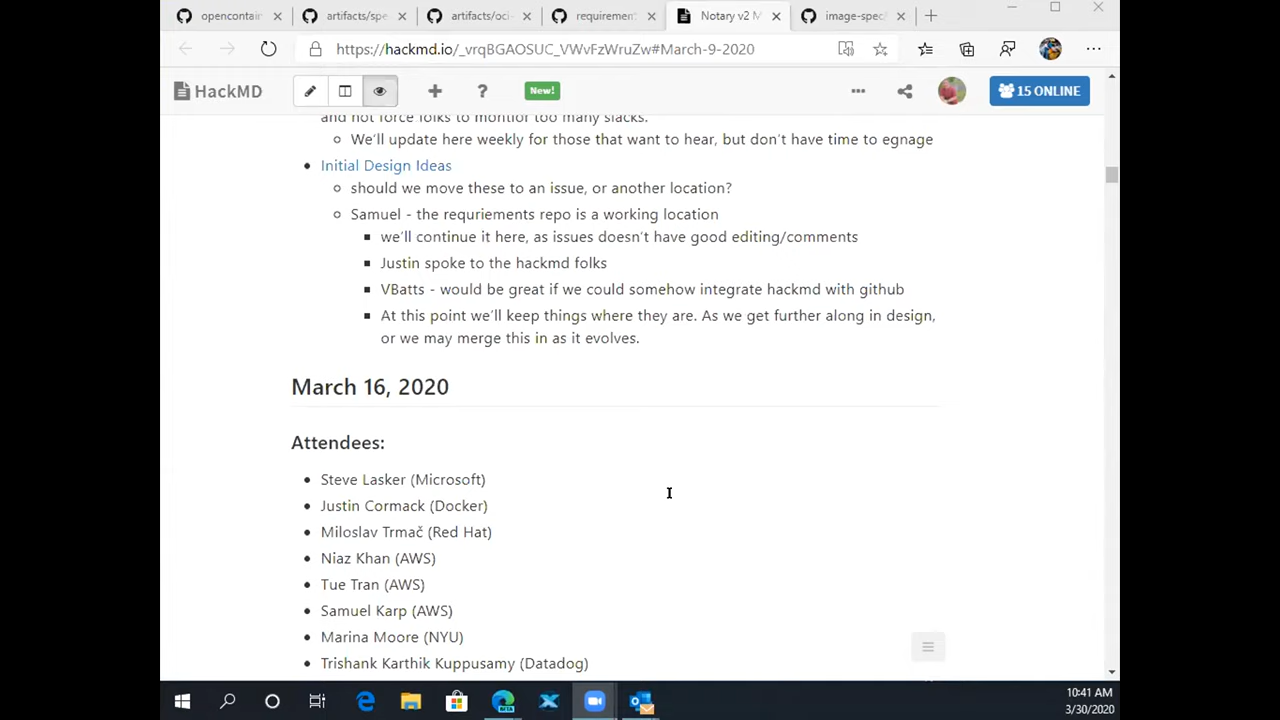 opencontain
artifacts/spe
artifacts/oci-
requirement
Notary v2 M
image-spec/
https://hackmd.io/_vrqBGAOSUC_VWvFzWruZw#March-9-2020
HackMD
New!
15 ONLINE
and not force folks to monitor too many slacks.
We'll update here weekly for those that want to hear, but don't have time to egnage
Initial Design Ideas
should we move these to an issue, or another location?
Samuel - the requriements repo is a working location
we'll continue it here, as issues doesn't have good editing/comments
Justin spoke to the hackmd folks
VBatts - would be great if we could somehow integrate hackmd with github
At this point we'll keep things where they are. As we get further along in design,
or we may merge this in as it evolves.
March 16, 2020
Attendees:
Steve Lasker (Microsoft)
Justin Cormack (Docker)
Miloslav Trmač (Red Hat)
Niaz Khan (AWS)
Tue Tran (AWS)
Samuel Karp (AWS)
Marina Moore (NYU)
Trishank Karthik Kuppusamy (Datadog)
10:41 AM
3/30/2020